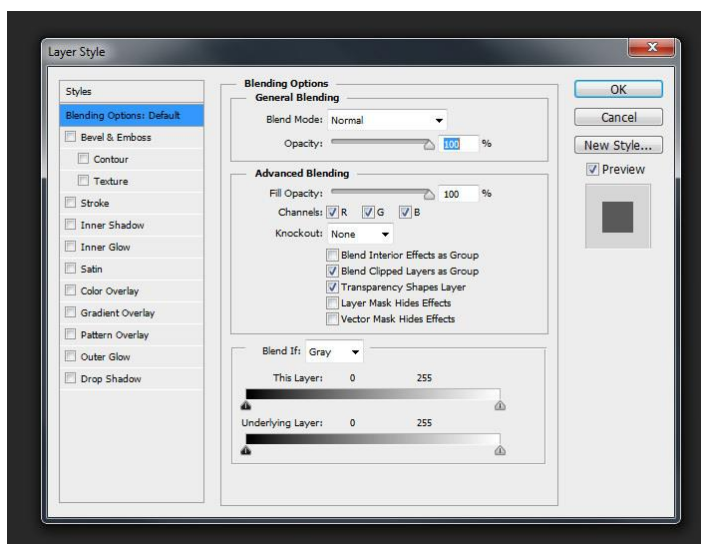 Layer Style
Styles
Blending Options: Default
Bevel & Emboss
Contour
Texture
Stroke
Inner Shadow
Inner Glow
Satin
Color Overlay
Gradient Overlay
Pattern Overlay
Outer Glow
Drop Shadow
Blending Options
General Blending
Blend Mode: Normal
Opacity: 100 %
Advanced Blending
Fill Opacity: 100 %
Channels: R G B
Knockout: None
Blend Interior Effects as Group
Blend Clipped Layers as Group
Transparency Shapes Layer
Layer Mask Hides Effects
Vector Mask Hides Effects
Blend If: Gray
This Layer: 0 255
Underlying Layer: 0 255
OK
Cancel
New Style...
Preview